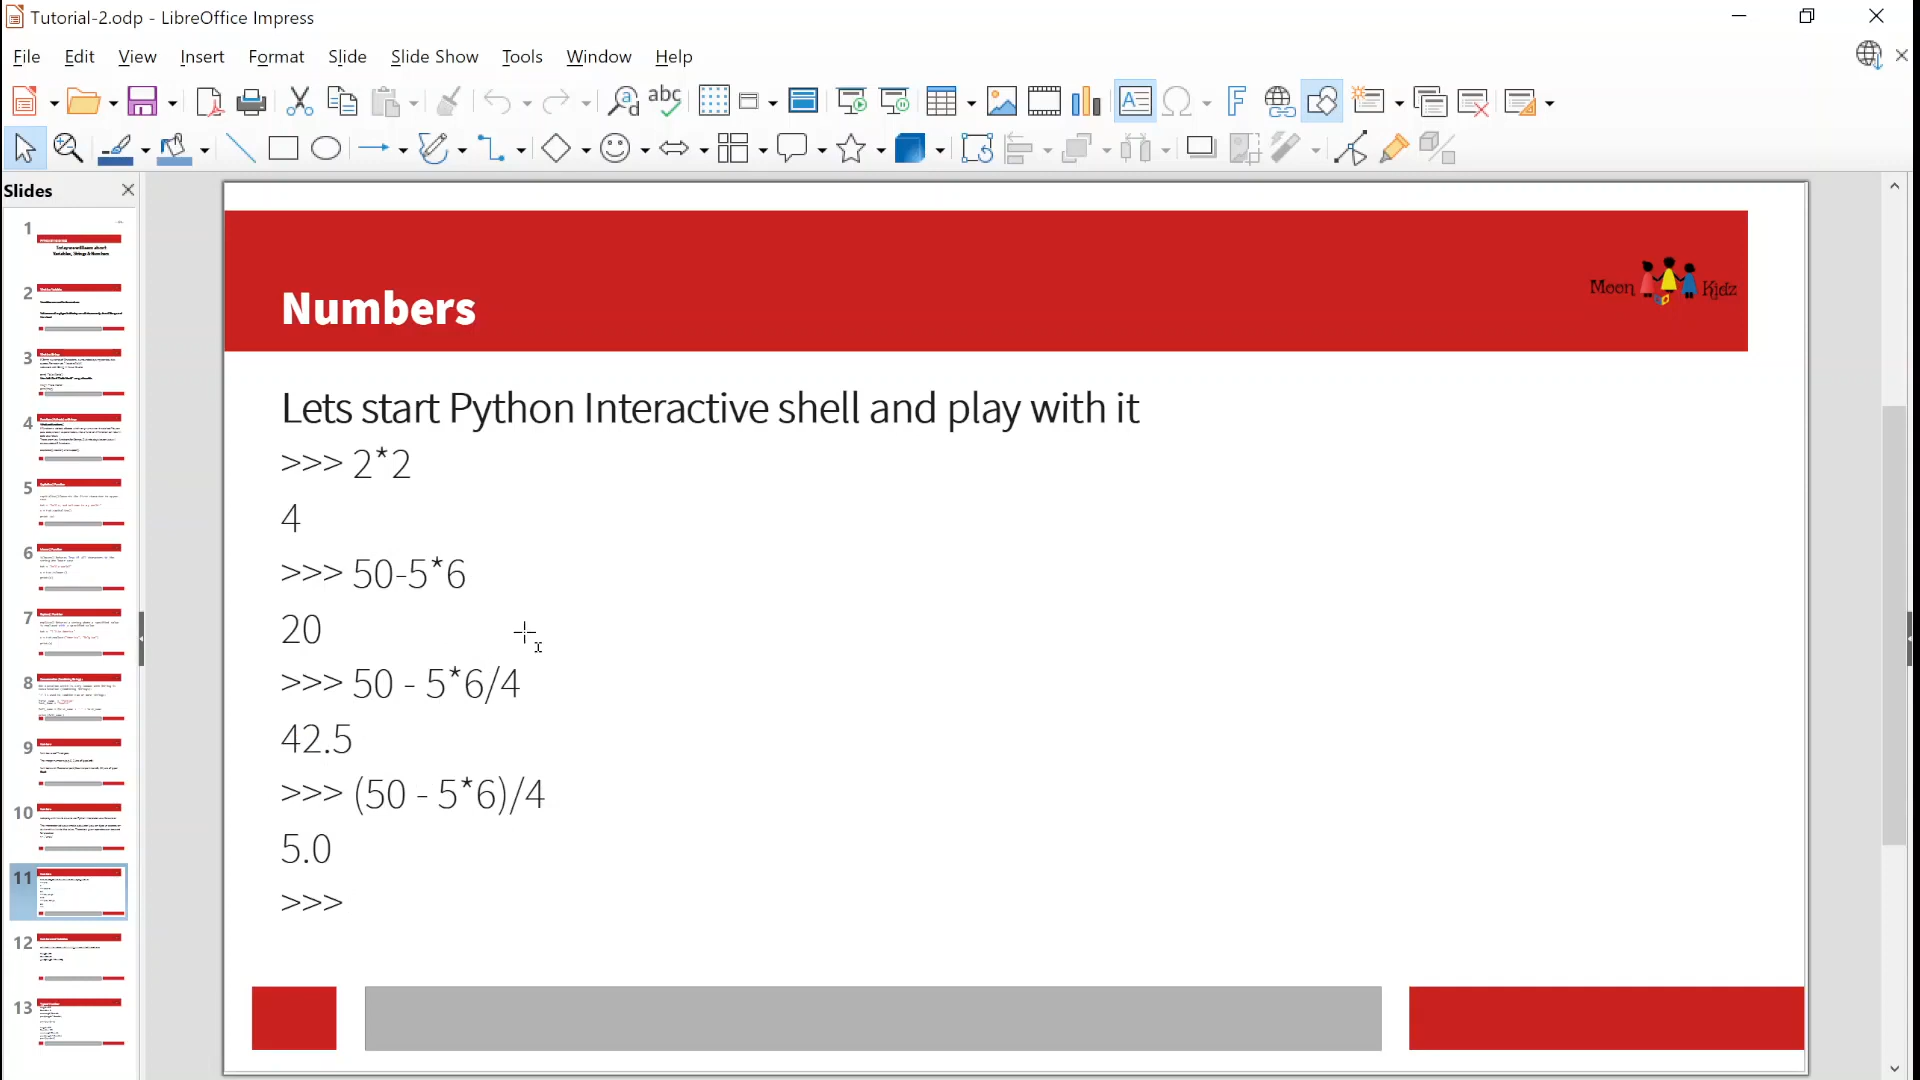 Tutorial-2.odp - LibreOffice Impress
File Edit View Insert Format Slide Slide Show Tools Window Help
Slides
1
2
3
4
5
6
7
8
9
10
11
12
13
Numbers
Moon Kidz
Lets start Python Interactive shell and play with it
>>> 2*2
4
>>> 50-5*6
20
>>> 50 - 5*6/4
42.5
>>> (50 - 5*6)/4
5.0
>>>